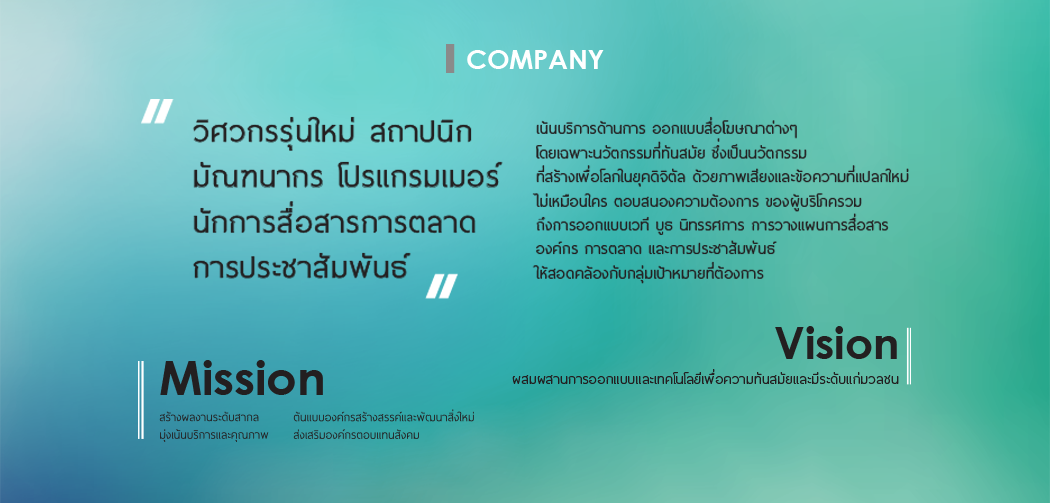 COMPANY
"
วิศวกรรุ่นใหม่ สถาปนิก
มัณฑนากร โปรแกรมเมอร์
นักการสื่อสารการตลาด
การประชาสัมพันธ์
"
เน้นบริการด้านการ ออกแบบสื่อโฆษณาต่างๆ
โดยเฉพาะนวัตกรรมที่ทันสมัย ซึ่งเป็นนวัตกรรม
ที่สร้างเพื่อโลกในยุคดิจิตัล ด้วยภาพเสียงและข้อความที่แปลกใหม่
ไม่เหมือนใคร ตอบสนองความต้องการ ของผู้บริโภครวม
ถึงการออกแบบเวที บูธ นิทรรศการ การวางแผนการสื่อสาร
องค์กร การตลาด และการประชาสัมพันธ์
ให้สอดคล้องกับกลุ่มเป้าหมายที่ต้องการ
Vision
ผสมผสานการออกแบบและเทคโนโลยีเพื่อความทันสมัยและมีระดับแก่มวลชน
Mission
สร้างผลงานระดับสากล
มุ่งเน้นบริการและคุณภาพ
ต้นแบบองค์กรสร้างสรรค์และพัฒนาสิ่งใหม่
ส่งเสริมองค์กรตอบแทนสังคม